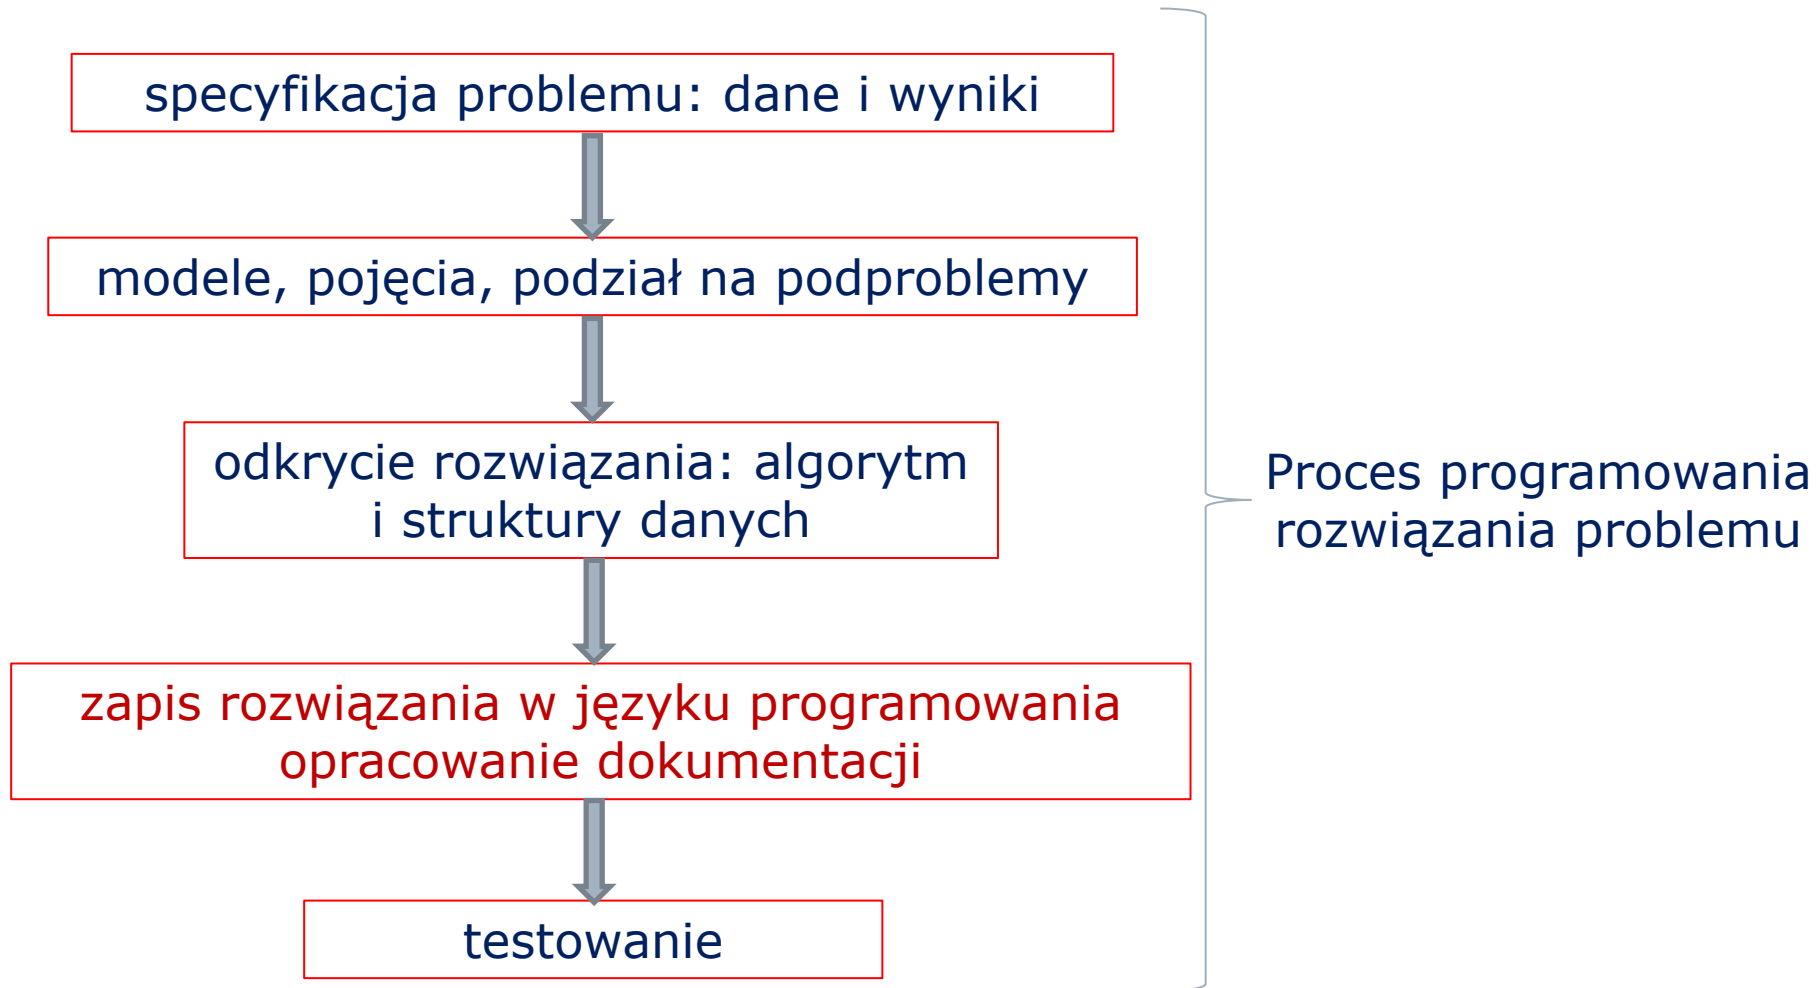 specyfikacja problemu: dane i wyniki
modele, pojęcia, podział na podproblemy
odkrycie rozwiązania: algorytm
i struktury danych
zapis rozwiązania w języku programowania
opracowanie dokumentacji
testowanie
Proces programowania
rozwiązania problemu